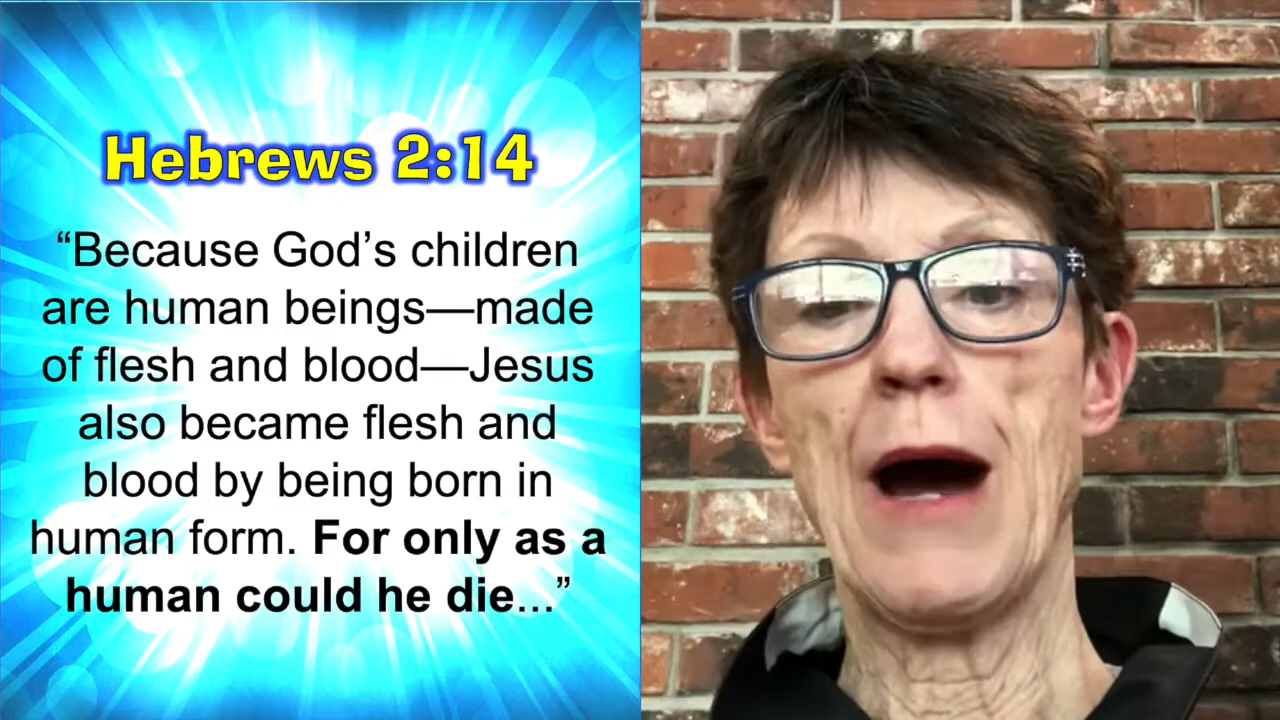 Hebrews 2:14
“Because God’s children
are human beings—made
of flesh and blood—Jesus
also became flesh and
blood by being born in
human form. For only as a
human could he die...”